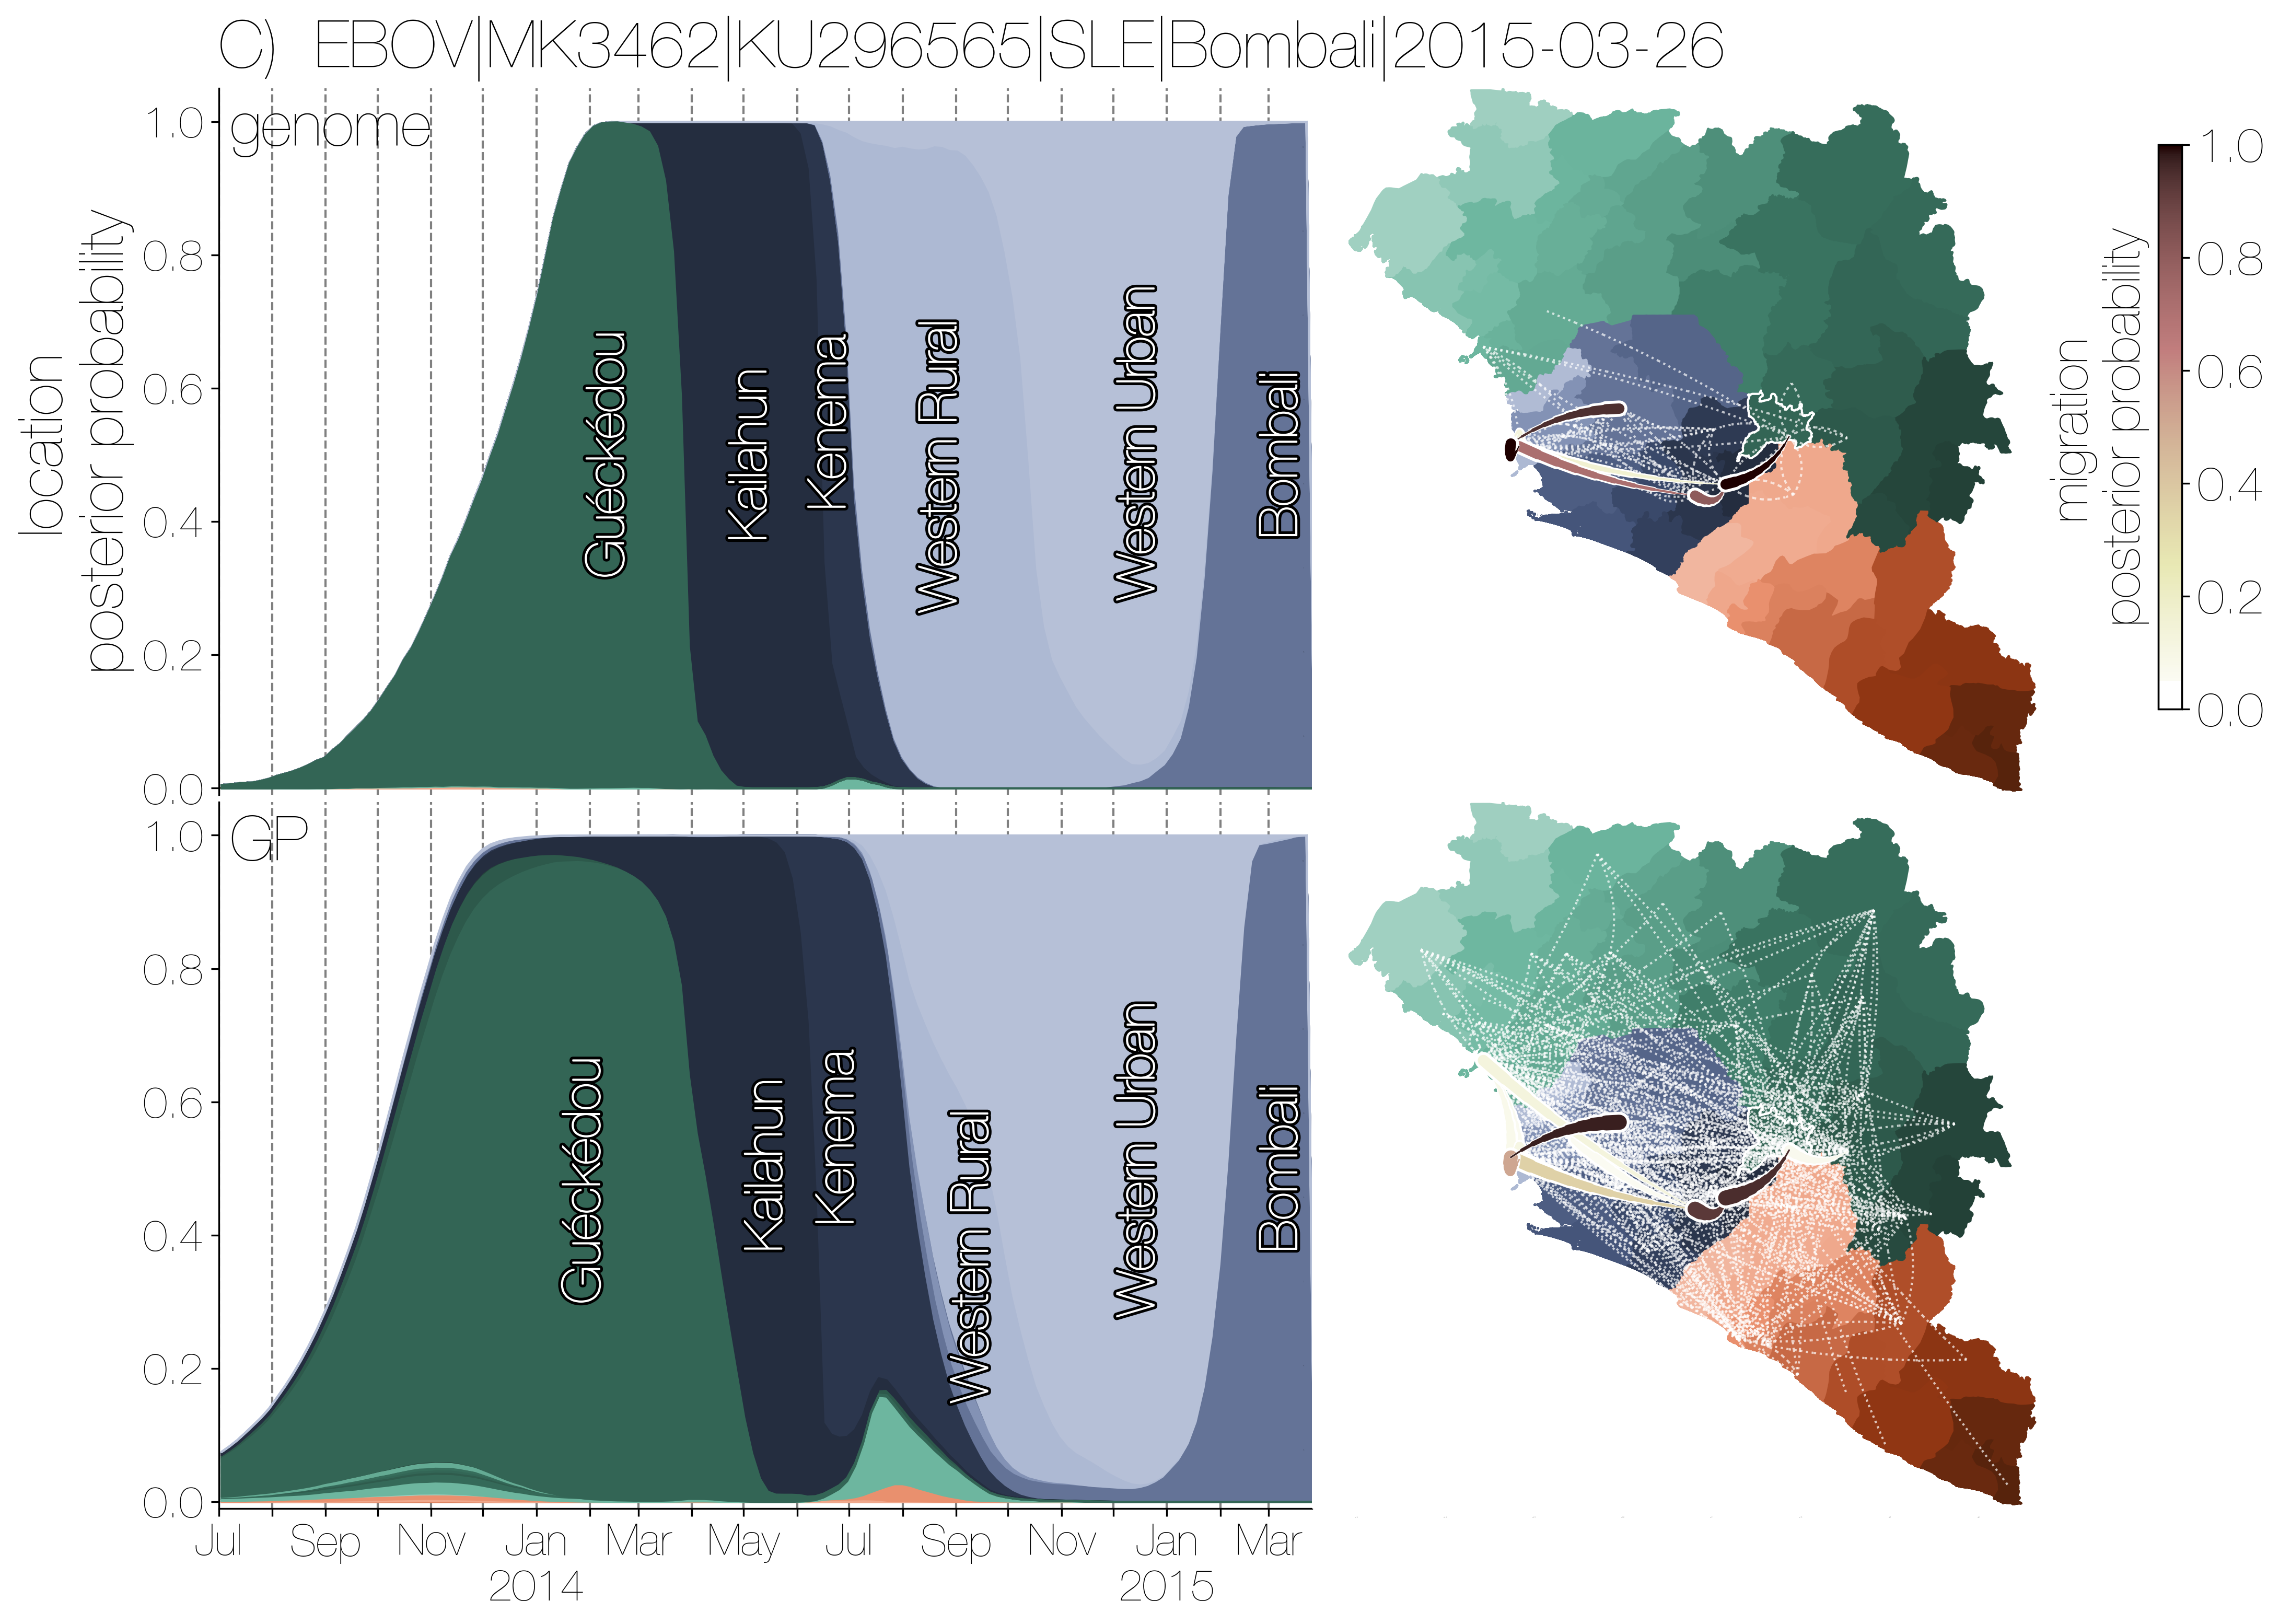 C) EBOV|MK3462|KU296565|SLE|Bombali|2015-03-26
genome
location
posterior probability
1.0
0.8
0.6
0.4
0.2
0.0
Guéckédou
Kailahun
Kenema
Western Rural
Western Urban
Bombali
migration
posterior probability
1.0
0.8
0.6
0.4
0.2
0.0
GP
1.0
0.8
0.6
0.4
0.2
0.0
Guéckédou
Kailahun
Kenema
Western Rural
Western Urban
Bombali
Jul Sep Nov Jan Mar May Jul Sep Nov Jan Mar
2014 2015